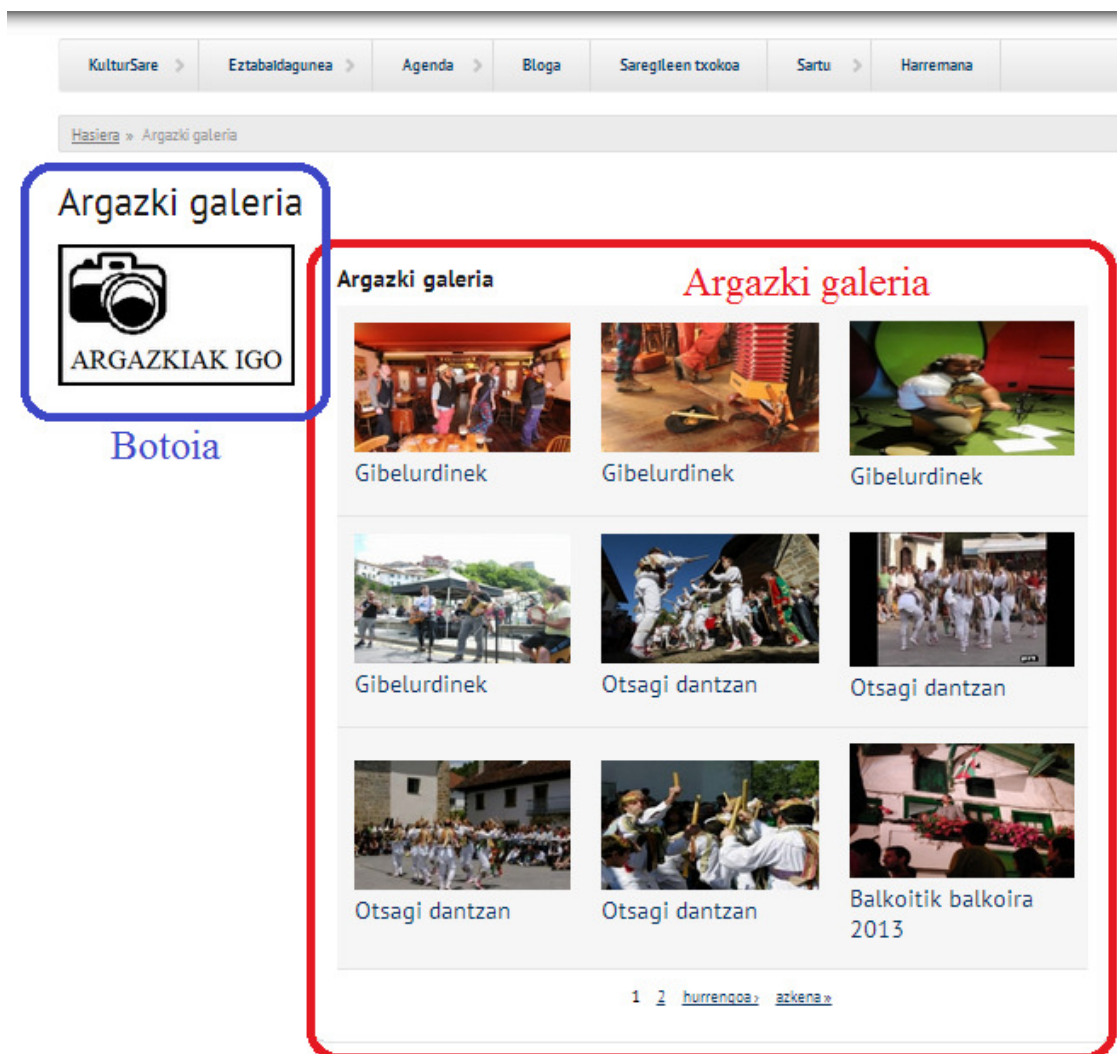 KulturSare Eztabaidagunea Agenda Bloga Saregileen txokoa Sartu Harremana
Hasiera » Argazki galeria
Argazki galeria
ARGAZKIAK IGO
Botoia
Argazki galeria
Argazki galeria
Gibelurdinek Gibelurdinek Gibelurdinek
Gibelurdinek Otsagi dantzan Otsagi dantzan
Otsagi dantzan Otsagi dantzan Balkoitik balkoira
2013
1 2 hurrengoa › azkena »